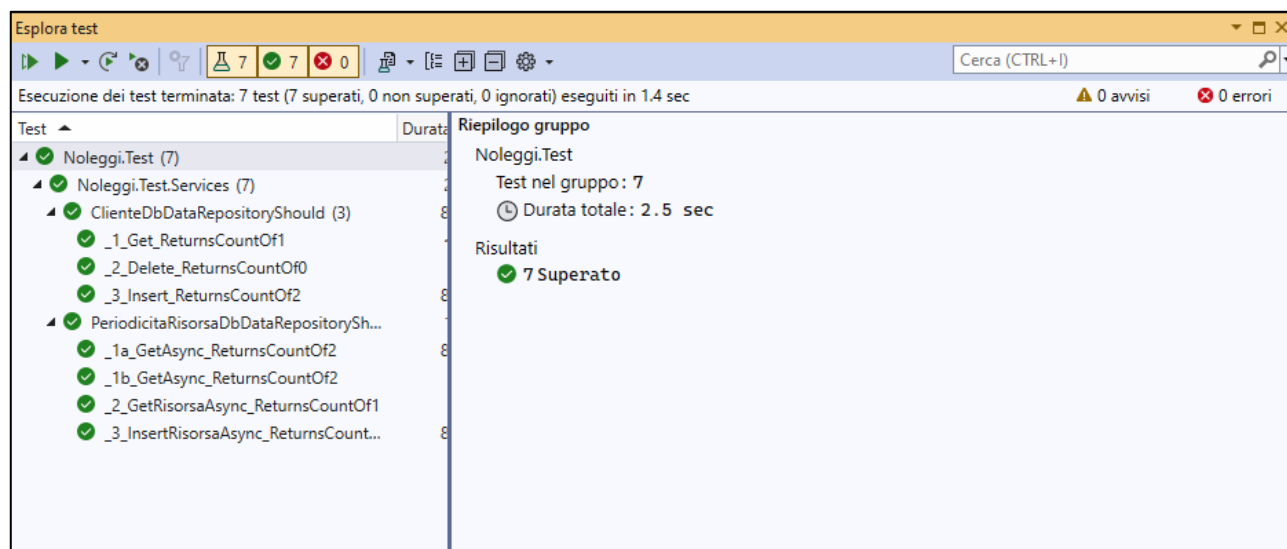 Esplora test
7 7 0
Cerca (CTRL+I)
Esecuzione dei test terminata: 7 test (7 superati, 0 non superati, 0 ignorati) eseguiti in 1.4 sec
0 avvisi
0 errori
Test
Noleggi.Test (7)
Noleggi.Test.Services (7)
ClienteDbDataRepositoryShould (3)
_1_Get_ReturnsCountOf1
_2_Delete_ReturnsCountOf0
_3_Insert_ReturnsCountOf2
PeriodicitaRisorsaDbDataRepositorySh...
_1a_GetAsync_ReturnsCountOf2
_1b_GetAsync_ReturnsCountOf2
_2_GetRisorsaAsync_ReturnsCountOf1
_3_InsertRisorsaAsync_ReturnsCount...
Durata
Riepilogo gruppo
Noleggi.Test
Test nel gruppo: 7
Durata totale: 2.5 sec
Risultati
7 Superato